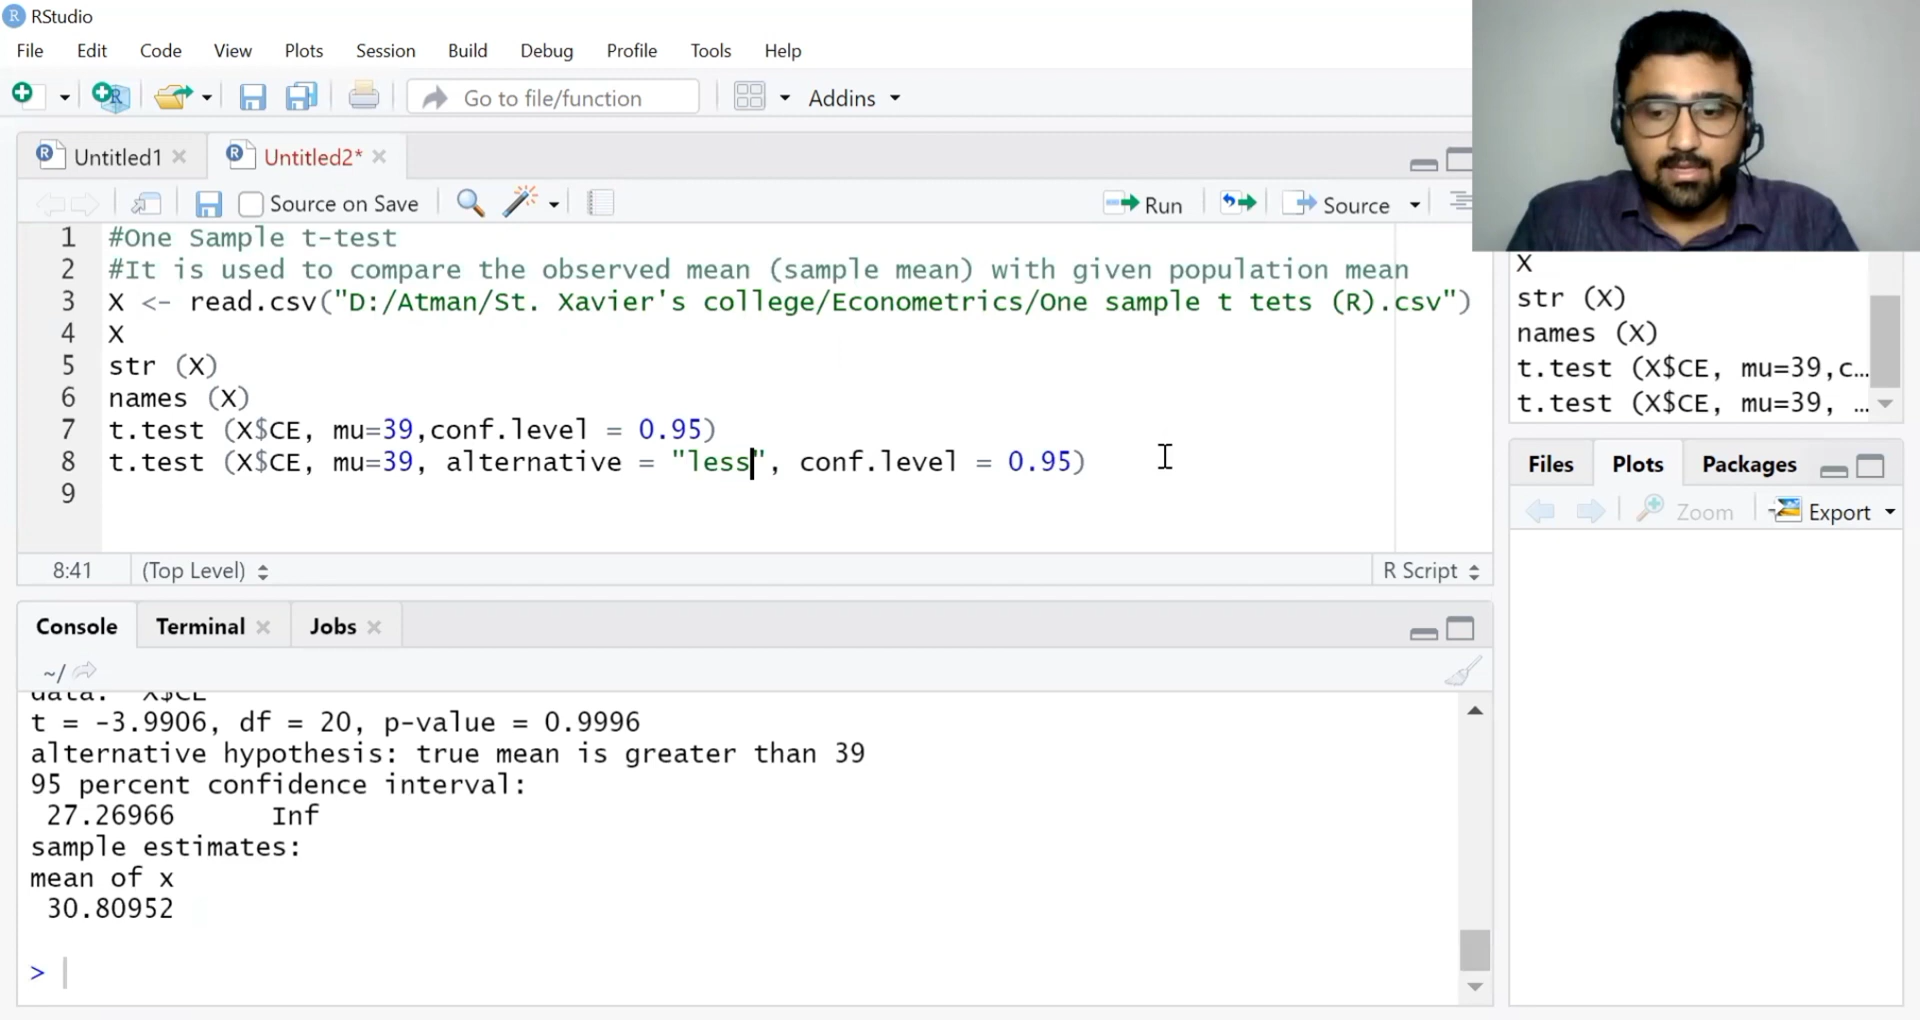 RStudio
File Edit Code View Plots Session Build Debug Profile Tools Help
Go to file/function Addins
Untitled1 Untitled2*
Source on Save Run Source
1 #One Sample t-test
2 #It is used to compare the observed mean (sample mean) with given population mean
3 X <- read.csv("D:/Atman/St. Xavier's college/Econometrics/One sample t tets (R).csv")
4 X
5 str (X)
6 names (X)
7 t.test (X$CE, mu=39,conf.level = 0.95)
8 t.test (X$CE, mu=39, alternative = "less", conf.level = 0.95)
9
8:41 (Top Level) R Script
Console Terminal Jobs
~/
data: X$CE
t = -3.9906, df = 20, p-value = 0.9996
alternative hypothesis: true mean is greater than 39
95 percent confidence interval:
27.26966 Inf
sample estimates:
mean of x
30.80952
>
X
str (X)
names (X)
t.test (X$CE, mu=39,c...
t.test (X$CE, mu=39, ...
Files Plots Packages
Zoom Export